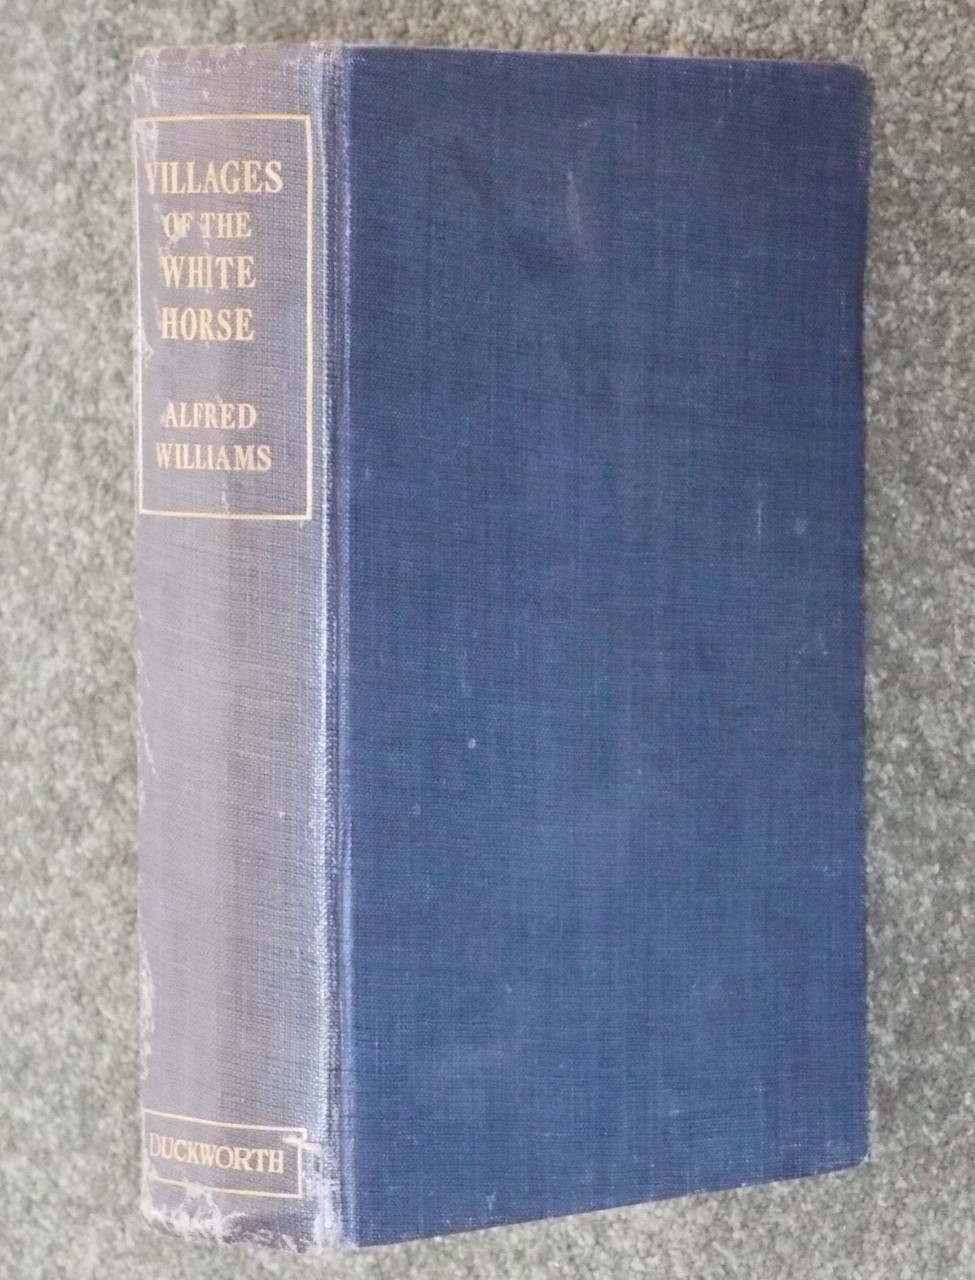 VILLAGES
OF THE
WHITE
HORSE
ALFRED
WILLIAMS
DUCKWORTH